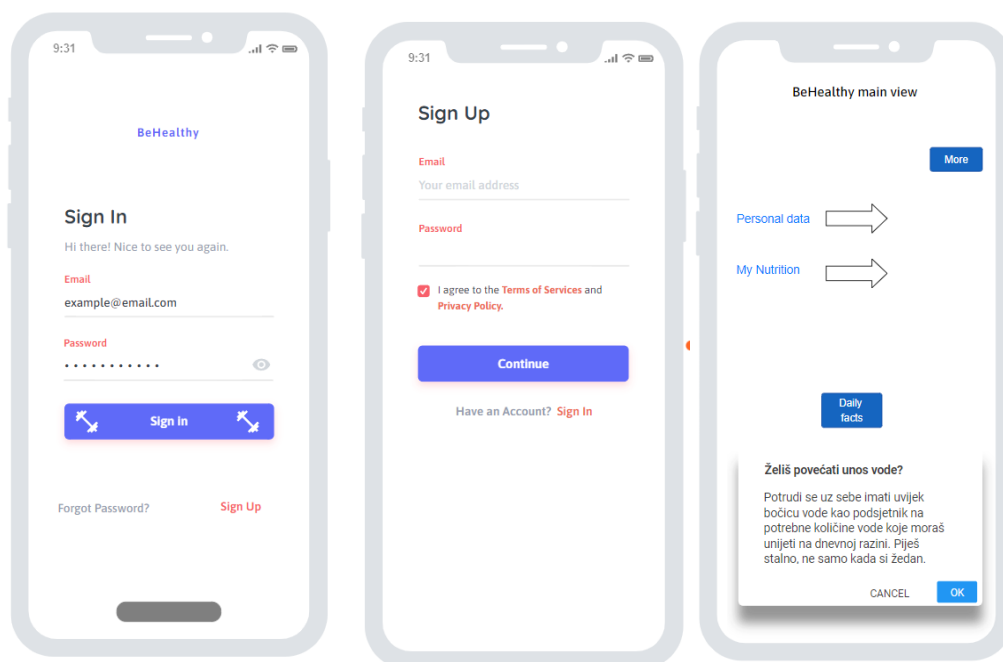 9:31
BeHealthy
Sign In
Hi there! Nice to see you again.
Email
example@email.com
Password
Sign in
Forgot Password?
Sign Up
9:31
Sign Up
Email
Your email address
Password
I agree to the Terms of Services and
Privacy Policy.
Continue
Have an Account? Sign In
BeHealthy main view
More
Personal data
My Nutrition
Daily
facts
Želiš povećati unos vode?
Potrudi se uz sebe imati uvijek
bočicu vode kao podsjetnik na
potrebne količine vode koje moraš
unijeti na dnevnoj razini. Piješ
stalno, ne samo kada si žedan.
CANCEL
OK